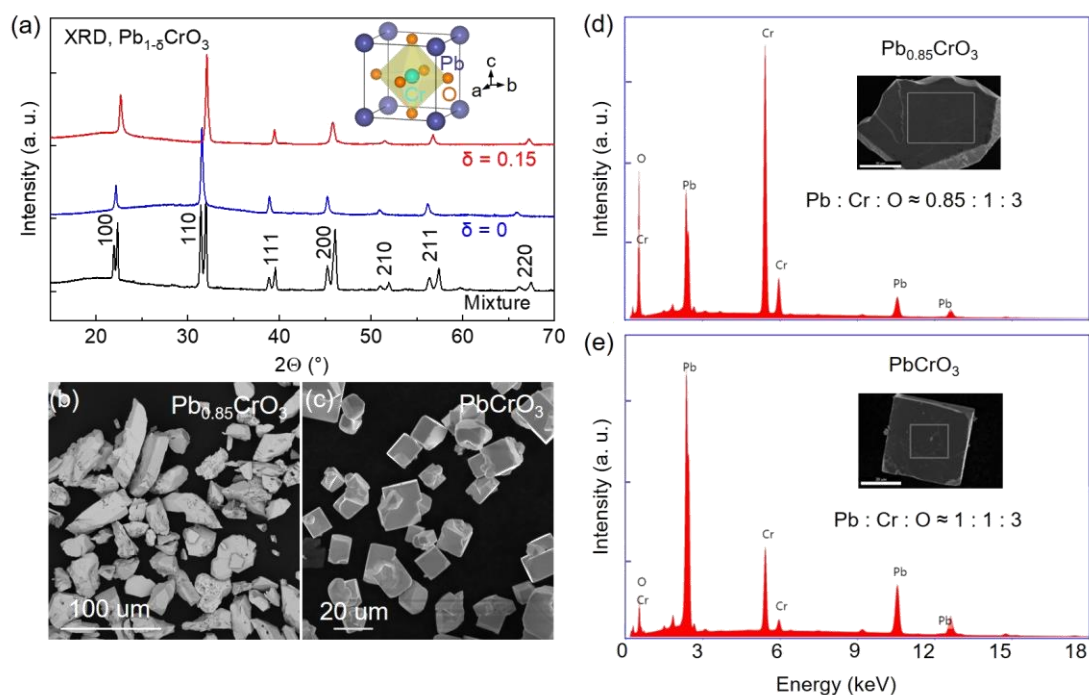 (a)
XRD, Pb1-δCrO3
Pb
Cr
O
c
a
b
δ = 0.15
δ = 0
Mixture
100
110
111
200
210
211
220
Intensity (a. u.)
20
30
40
50
60
70
2Θ (°)
(b)
Pb0.85CrO3
100 um
(c)
PbCrO3
20 um
(d)
Cr
Pb0.85CrO3
O
Pb
Pb : Cr : O ≈ 0.85 : 1 : 3
Cr
Cr
Pb
Pb
Intensity (a. u.)
(e)
Pb
PbCrO3
Pb : Cr : O ≈ 1 : 1 : 3
Cr
Pb
O
Cr
Cr
Pb
Intensity (a. u.)
0
3
6
9
12
15
18
Energy (keV)